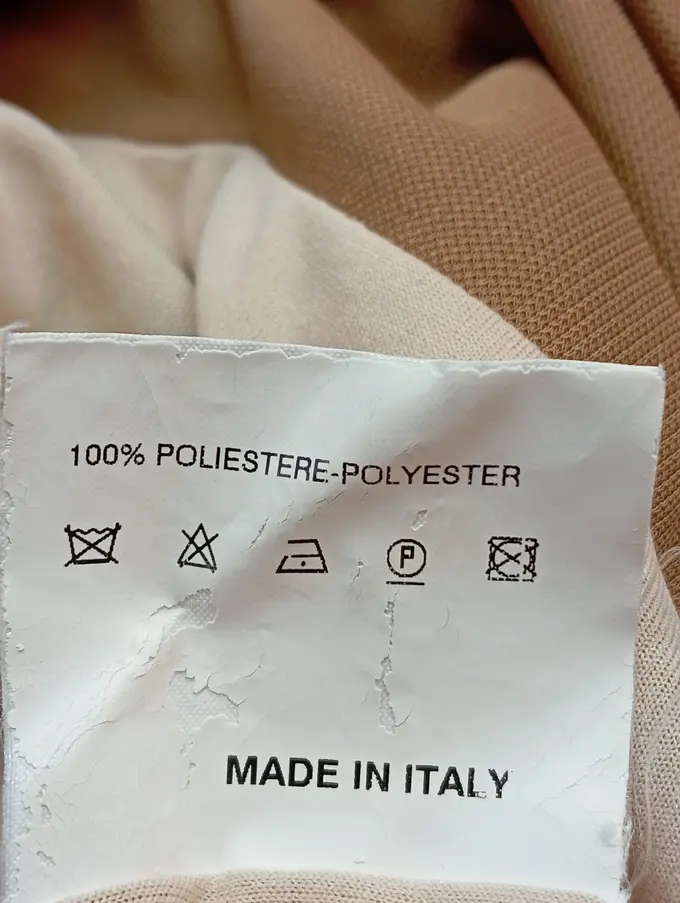 100% POLIESTERE-POLYESTER
P
MADE IN ITALY